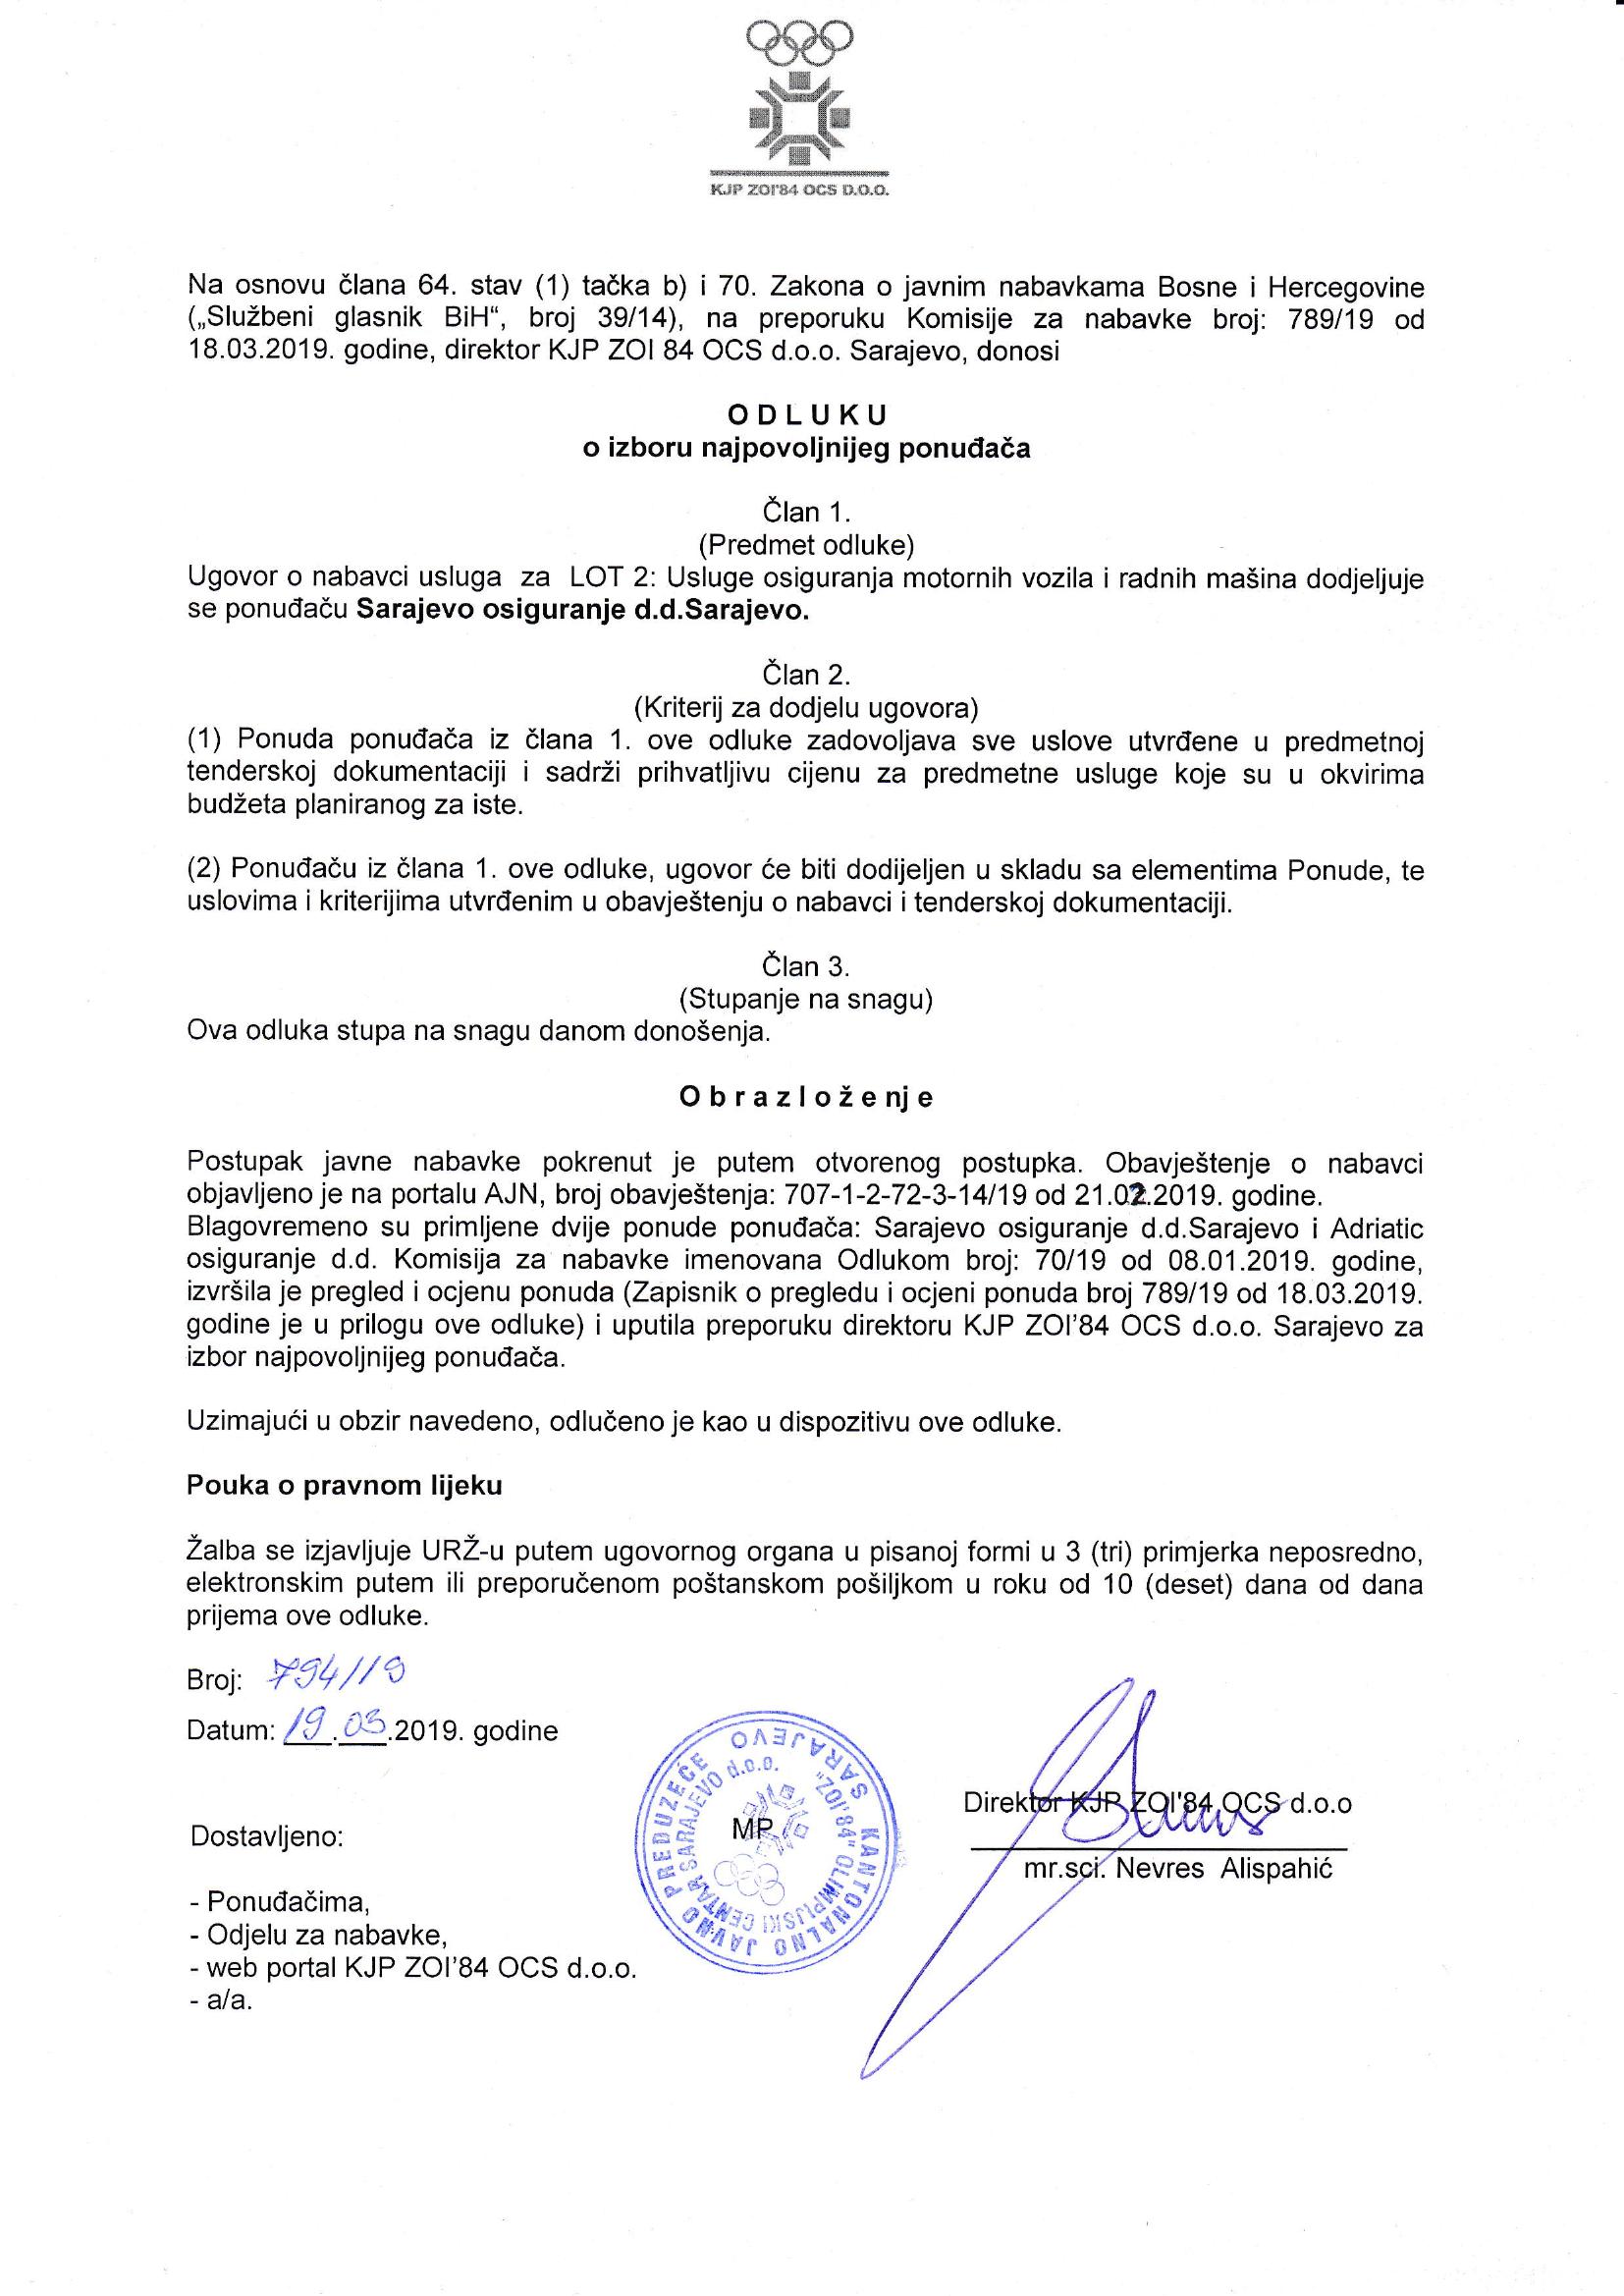 KJP ZOI'84 OCS D.O.O.
Na osnovu člana 64. stav (1) tačka b) i 70. Zakona o javnim nabavkama Bosne i Hercegovine
(„Službeni glasnik BiH“, broj 39/14), na preporuku Komisije za nabavke broj: 789/19 od
18.03.2019. godine, direktor KJP ZOI 84 OCS d.o.o. Sarajevo, donosi
O D L U K U
o izboru najpovoljnijeg ponuđača
Član 1.
(Predmet odluke)
Ugovor o nabavci usluga za LOT 2: Usluge osiguranja motornih vozila i radnih mašina dodjeljuje
se ponuđaču Sarajevo osiguranje d.d.Sarajevo.
Član 2.
(Kriterij za dodjelu ugovora)
(1) Ponuda ponuđača iz člana 1. ove odluke zadovoljava sve uslove utvrđene u predmetnoj
tenderskoj dokumentaciji i sadrži prihvatljivu cijenu za predmetne usluge koje su u okvirima
budžeta planiranog za iste.
(2) Ponuđaču iz člana 1. ove odluke, ugovor će biti dodijeljen u skladu sa elementima Ponude, te
uslovima i kriterijima utvrđenim u obavještenju o nabavci i tenderskoj dokumentaciji.
Član 3.
(Stupanje na snagu)
Ova odluka stupa na snagu danom donošenja.
O b r a z l o ž e nj e
Postupak javne nabavke pokrenut je putem otvorenog postupka. Obavještenje o nabavci
objavljeno je na portalu AJN, broj obavještenja: 707-1-2-72-3-14/19 od 21.02.2019. godine.
Blagovremeno su primljene dvije ponude ponuđača: Sarajevo osiguranje d.d.Sarajevo i Adriatic
osiguranje d.d. Komisija za nabavke imenovana Odlukom broj: 70/19 od 08.01.2019. godine,
izvršila je pregled i ocjenu ponuda (Zapisnik o pregledu i ocjeni ponuda broj 789/19 od 18.03.2019.
godine je u prilogu ove odluke) i uputila preporuku direktoru KJP ZOI’84 OCS d.o.o. Sarajevo za
izbor najpovoljnijeg ponuđača.
Uzimajući u obzir navedeno, odlučeno je kao u dispozitivu ove odluke.
Pouka o pravnom lijeku
Žalba se izjavljuje URŽ-u putem ugovornog organa u pisanoj formi u 3 (tri) primjerka neposredno,
elektronskim putem ili preporučenom poštanskom pošiljkom u roku od 10 (deset) dana od dana
prijema ove odluke.
Broj: 794/19
Datum: 19.03.2019. godine
KANTONALNO JAVNO PREDUZEĆE SARAJEVO
"ZOI'84" OLIMPIJSKI CENTAR SARAJEVO d.o.o.
MP
Direktor KJP ZOI'84 OCS d.o.o
mr.sci. Nevres Alispahić
Dostavljeno:
- Ponuđačima,
- Odjelu za nabavke,
- web portal KJP ZOI’84 OCS d.o.o.
- a/a.